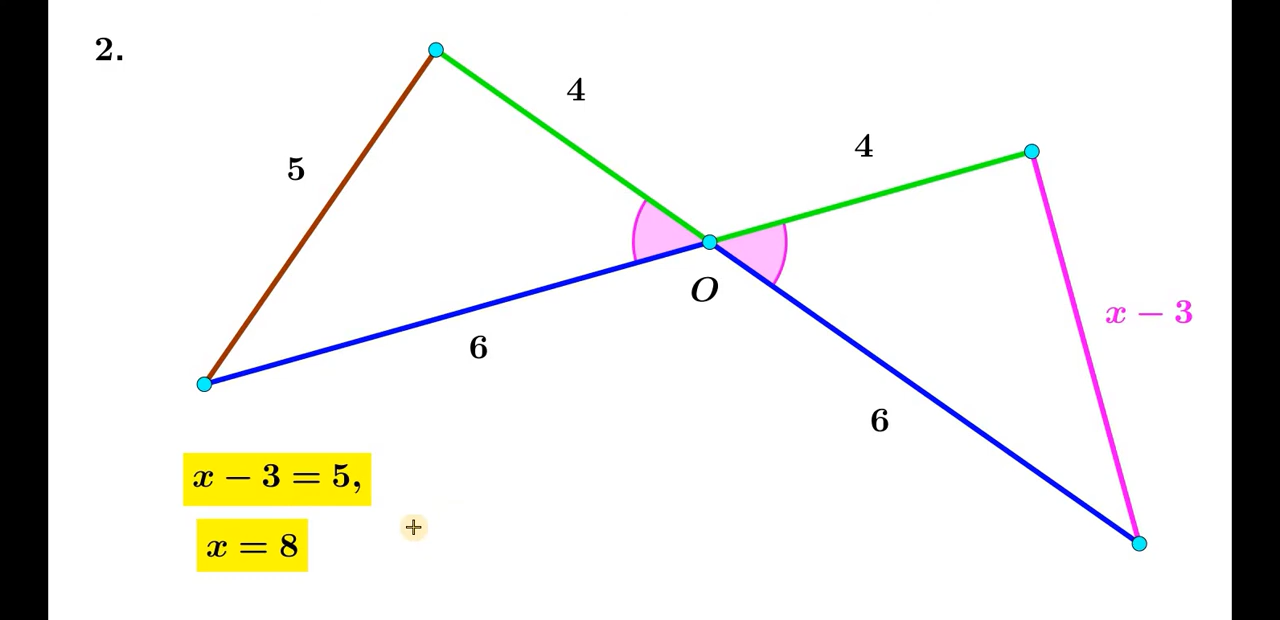 2.
4
4
5
O
x − 3
6
6
x − 3 = 5,
x = 8